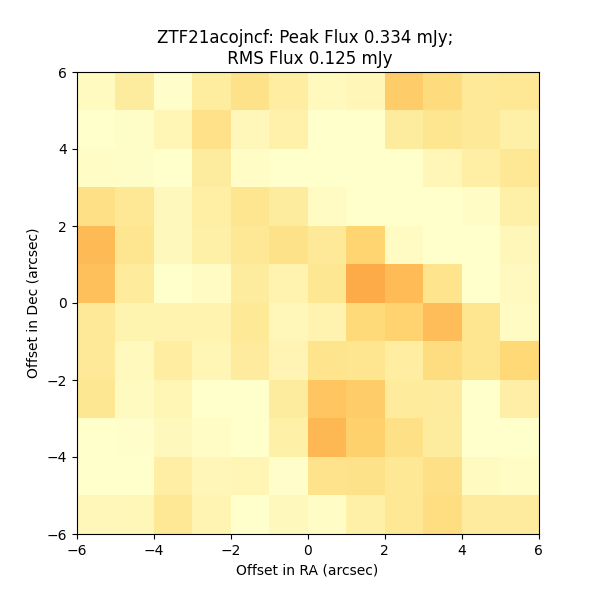 ZTF21acojncf: Peak Flux 0.334 mJy;
RMS Flux 0.125 mJy
6
4
2
0
−2
−4
−6
Offset in Dec (arcsec)
−6 −4 −2 0 2 4 6
Offset in RA (arcsec)